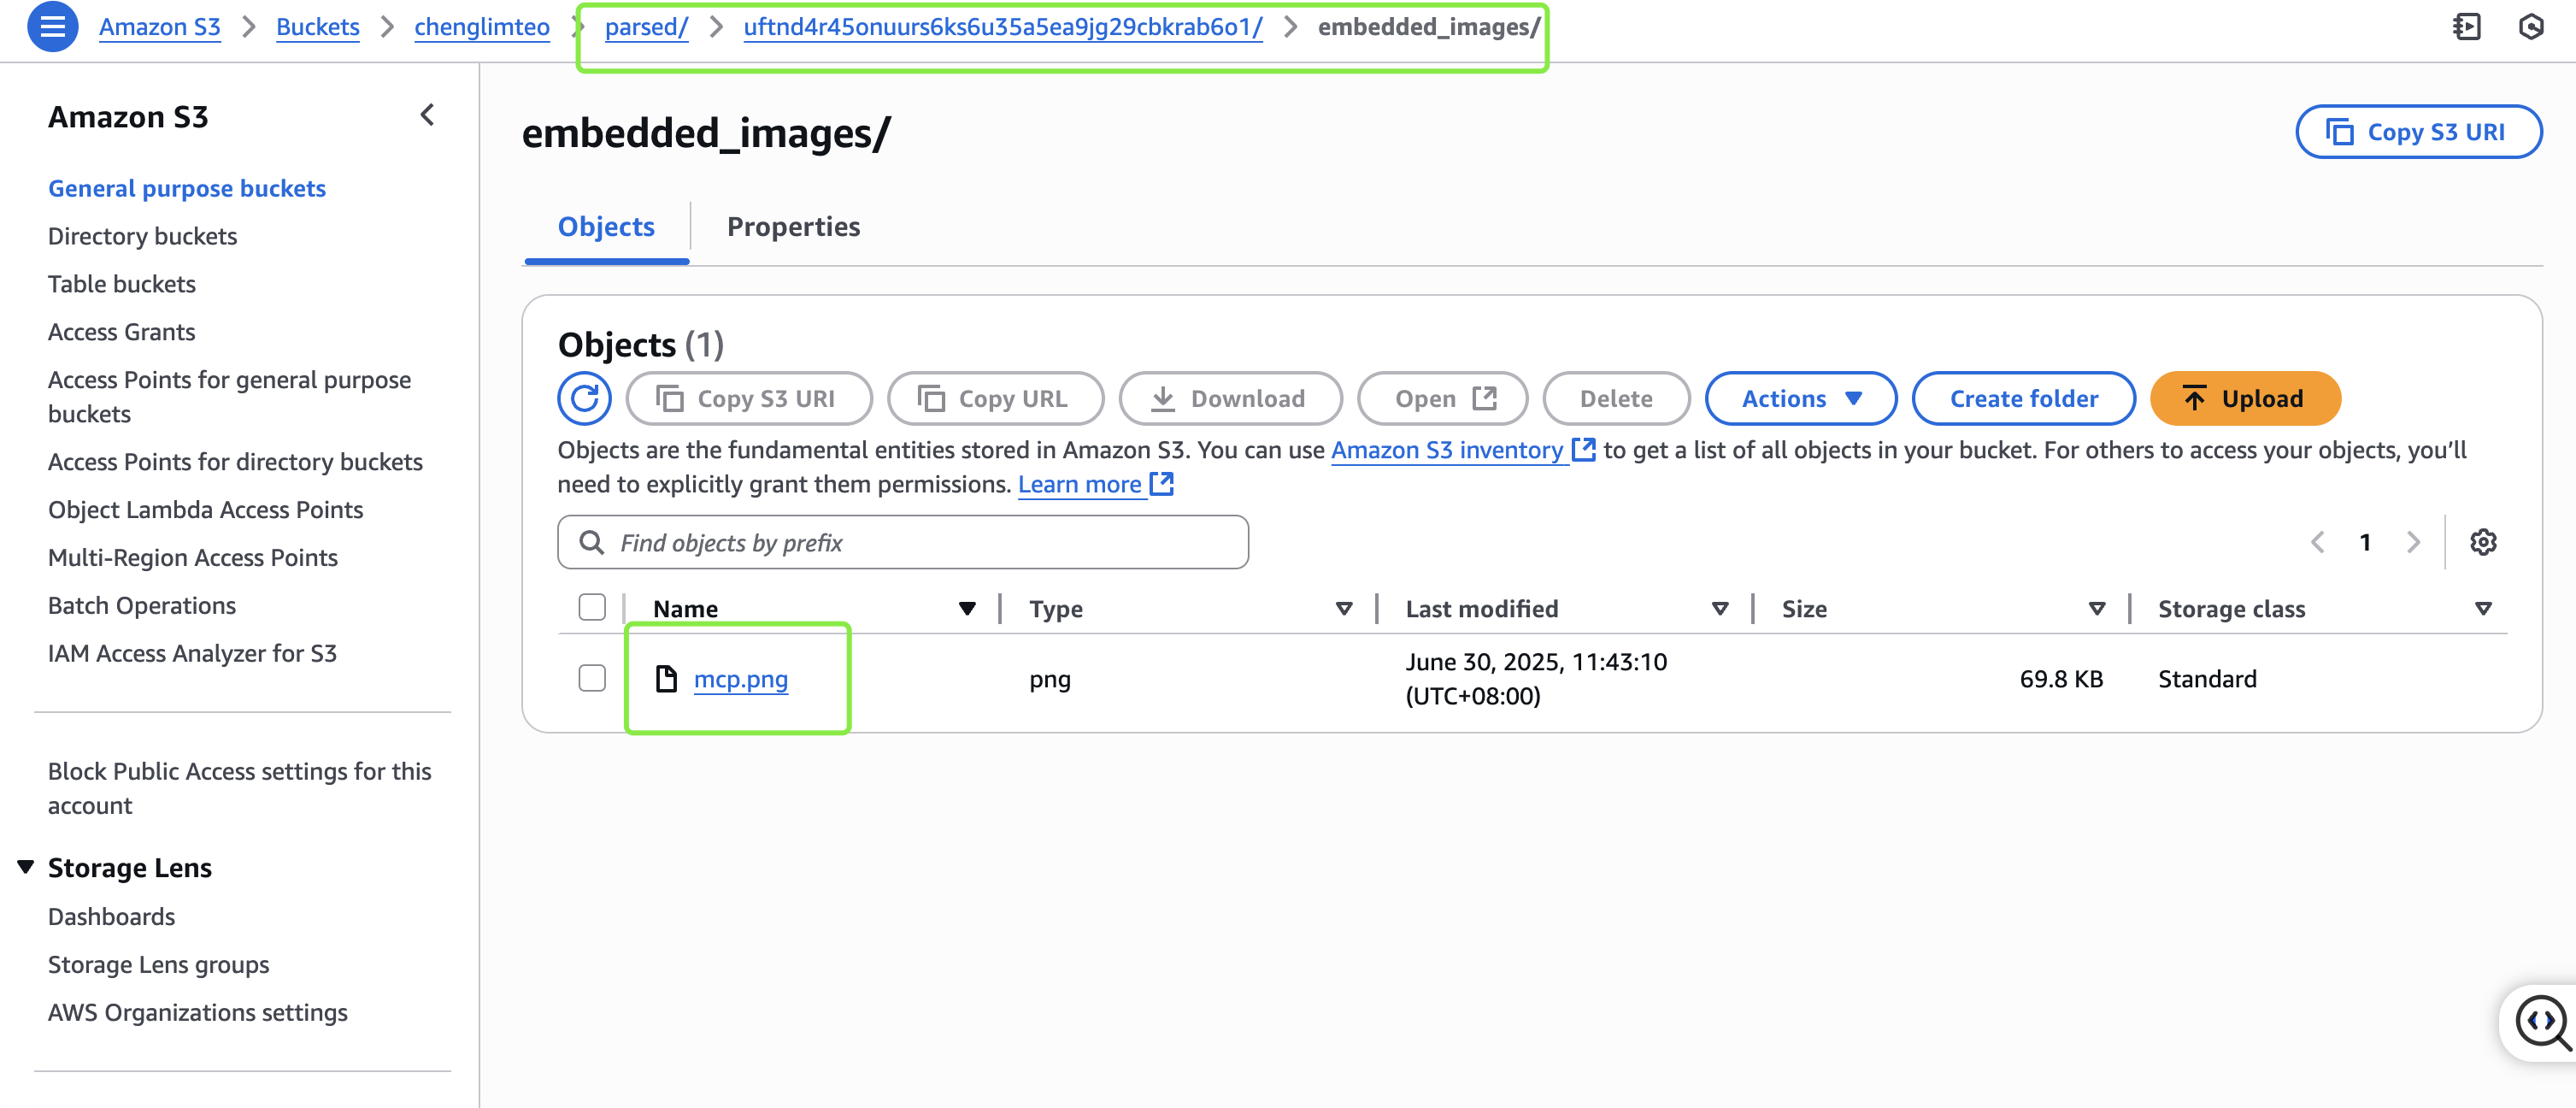 Amazon S3 > Buckets > chenglimteo > parsed/ > uftnd4r45onuurs6ks6u35a5ea9jg29cbkrab6o1/ > embedded_images/
Amazon S3
General purpose buckets
Directory buckets
Table buckets
Access Grants
Access Points for general purpose
buckets
Access Points for directory buckets
Object Lambda Access Points
Multi-Region Access Points
Batch Operations
IAM Access Analyzer for S3
Block Public Access settings for this
account
Storage Lens
Dashboards
Storage Lens groups
AWS Organizations settings
embedded_images/
Copy S3 URI
Objects
Properties
Objects (1)
Copy S3 URI
Copy URL
Download
Open
Delete
Actions
Create folder
Upload
Objects are the fundamental entities stored in Amazon S3. You can use Amazon S3 inventory to get a list of all objects in your bucket. For others to access your objects, you'll
need to explicitly grant them permissions. Learn more
Find objects by prefix
1
Name
Type
Last modified
Size
Storage class
mcp.png
png
June 30, 2025, 11:43:10
(UTC+08:00)
69.8 KB
Standard